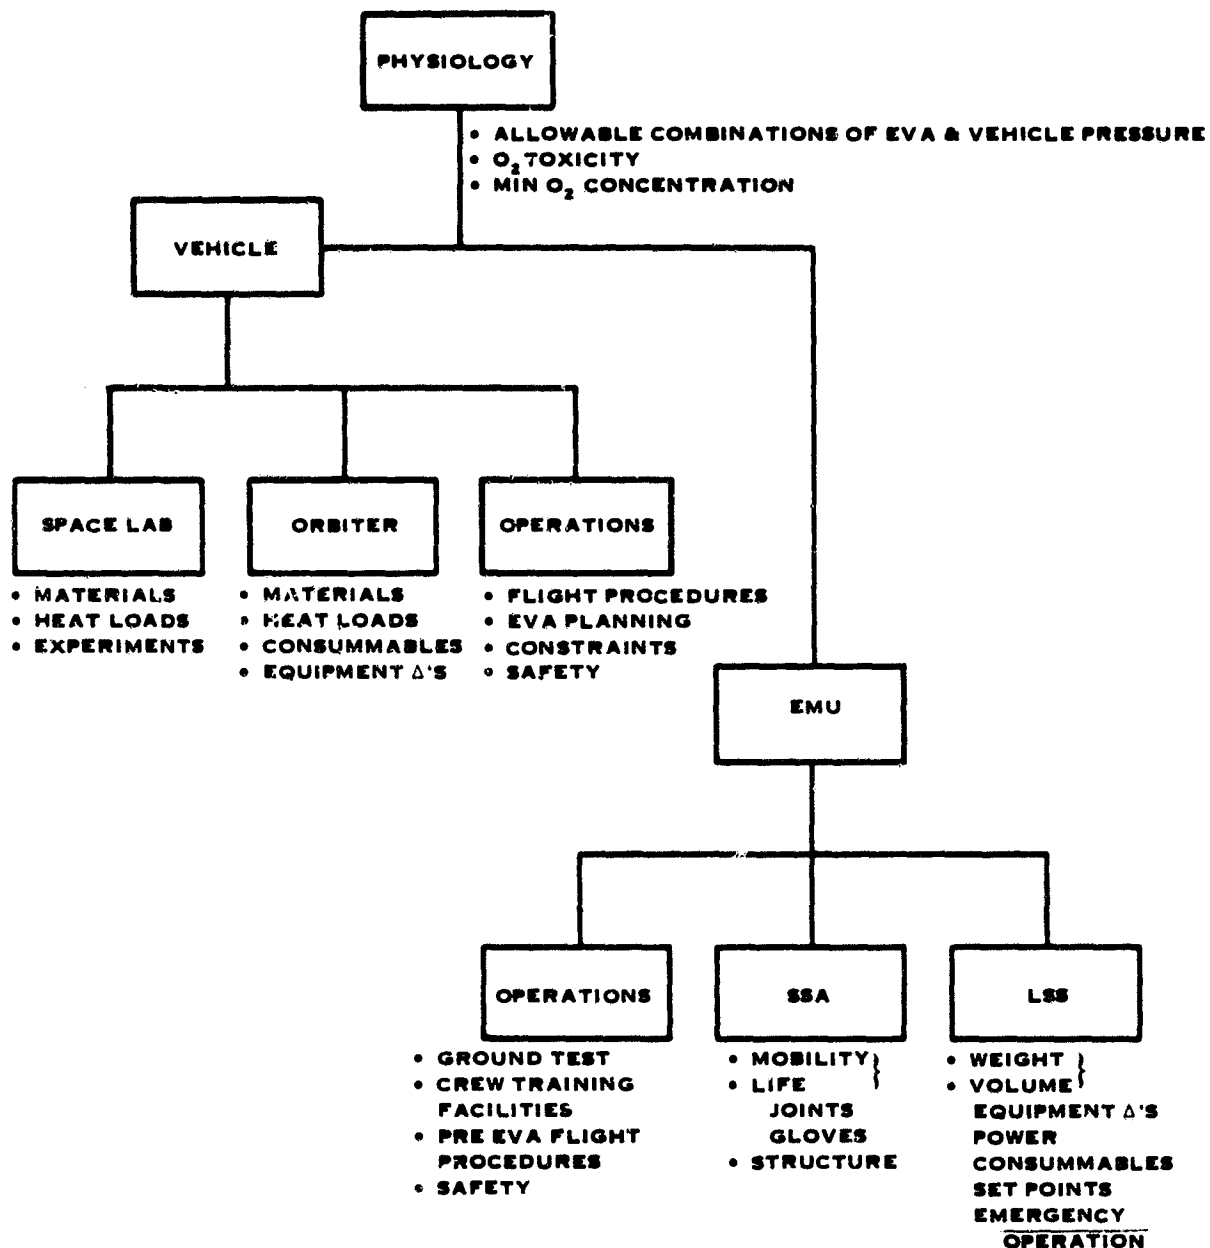 PHYSIOLOGY
• ALLOWABLE COMBINATIONS OF EVA & VEHICLE PRESSURE
• O₂ TOXICITY
• MIN O₂ CONCENTRATION
VEHICLE
SPACE LAB
• MATERIALS
• HEAT LOADS
• EXPERIMENTS
ORBITER
• MATERIALS
• HEAT LOADS
• CONSUMMABLES
• EQUIPMENT Δ'S
OPERATIONS
• FLIGHT PROCEDURES
• EVA PLANNING
• CONSTRAINTS
• SAFETY
EMU
OPERATIONS
• GROUND TEST
• CREW TRAINING
FACILITIES
• PRE EVA FLIGHT
PROCEDURES
• SAFETY
SSA
• MOBILITY }
• LIFE
JOINTS
GLOVES
• STRUCTURE
LSS
• WEIGHT }
• VOLUME
EQUIPMENT Δ'S
POWER
CONSUMMABLES
SET POINTS
EMERGENCY
OPERATION